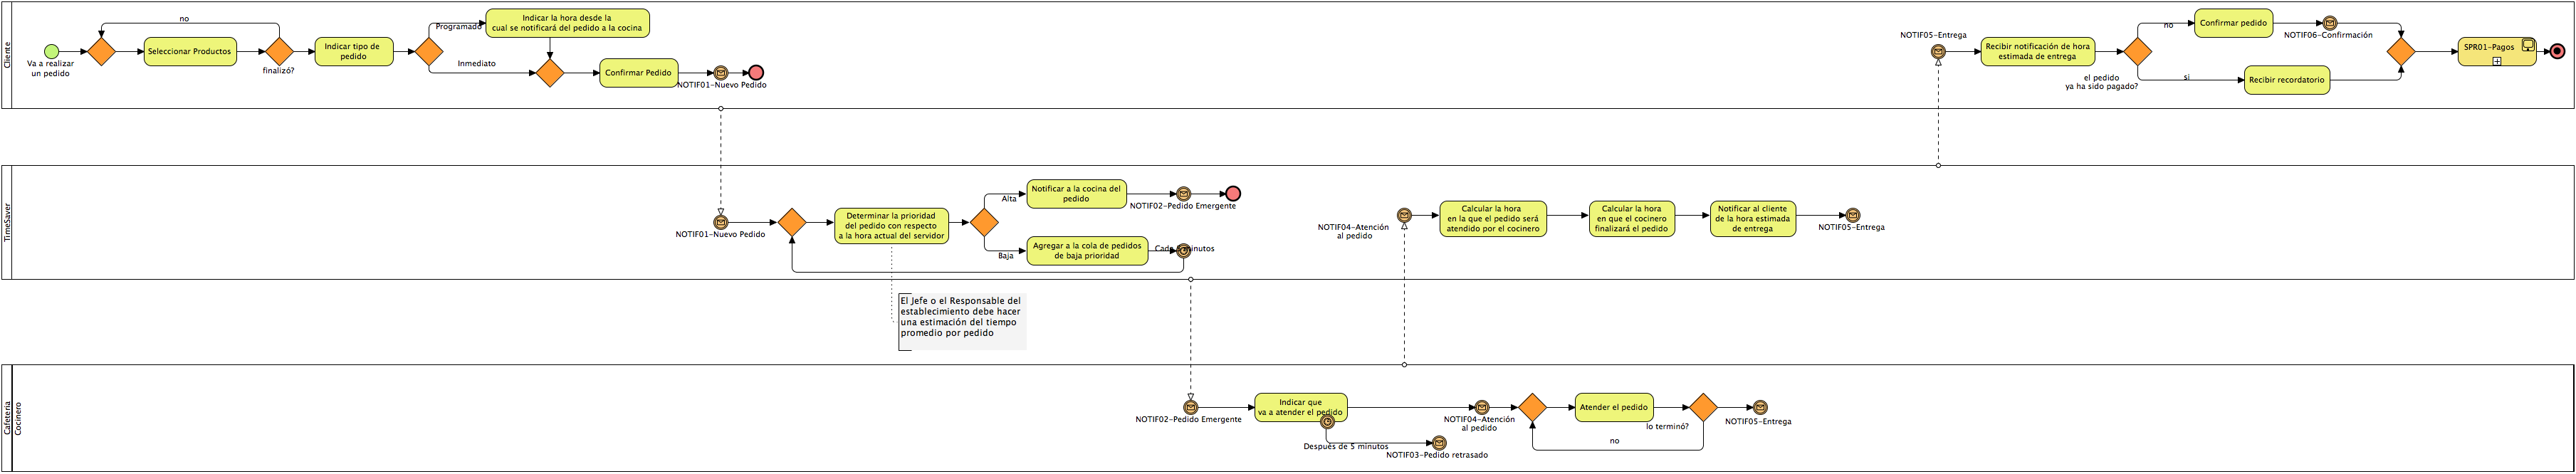 Cliente
no
Va a realizar
un pedido
Seleccionar Productos
finalizó?
Indicar tipo de
pedido
Programado
Inmediato
Indicar la hora desde la
cual se notificará del pedido a la cocina
Confirmar Pedido
NOTIF01-Nuevo Pedido
NOTIF05-Entrega
Recibir notificación de hora
estimada de entrega
el pedido
ya ha sido pagado?
no
si
Confirmar pedido
NOTIF06-Confirmación
Recibir recordatorio
SPR01-Pagos
TimeSaver
NOTIF01-Nuevo Pedido
Determinar la prioridad
del pedido con respecto
a la hora actual del servidor
Alta
Baja
Notificar a la cocina del
pedido
NOTIF02-Pedido Emergente
Agregar a la cola de pedidos
de baja prioridad
Cada minutos
El Jefe o el Responsable del
establecimiento debe hacer
una estimación del tiempo
promedio por pedido
NOTIF04-Atención
al pedido
Calcular la hora
en la que el pedido será
atendido por el cocinero
Calcular la hora
en que el cocinero
finalizará el pedido
Notificar al cliente
de la hora estimada
de entrega
NOTIF05-Entrega
Cafetería
Cocinero
NOTIF02-Pedido Emergente
Indicar que
va a atender el pedido
Después de 5 minutos
NOTIF03-Pedido retrasado
NOTIF04-Atención
al pedido
Atender el pedido
lo terminó?
no
NOTIF05-Entrega